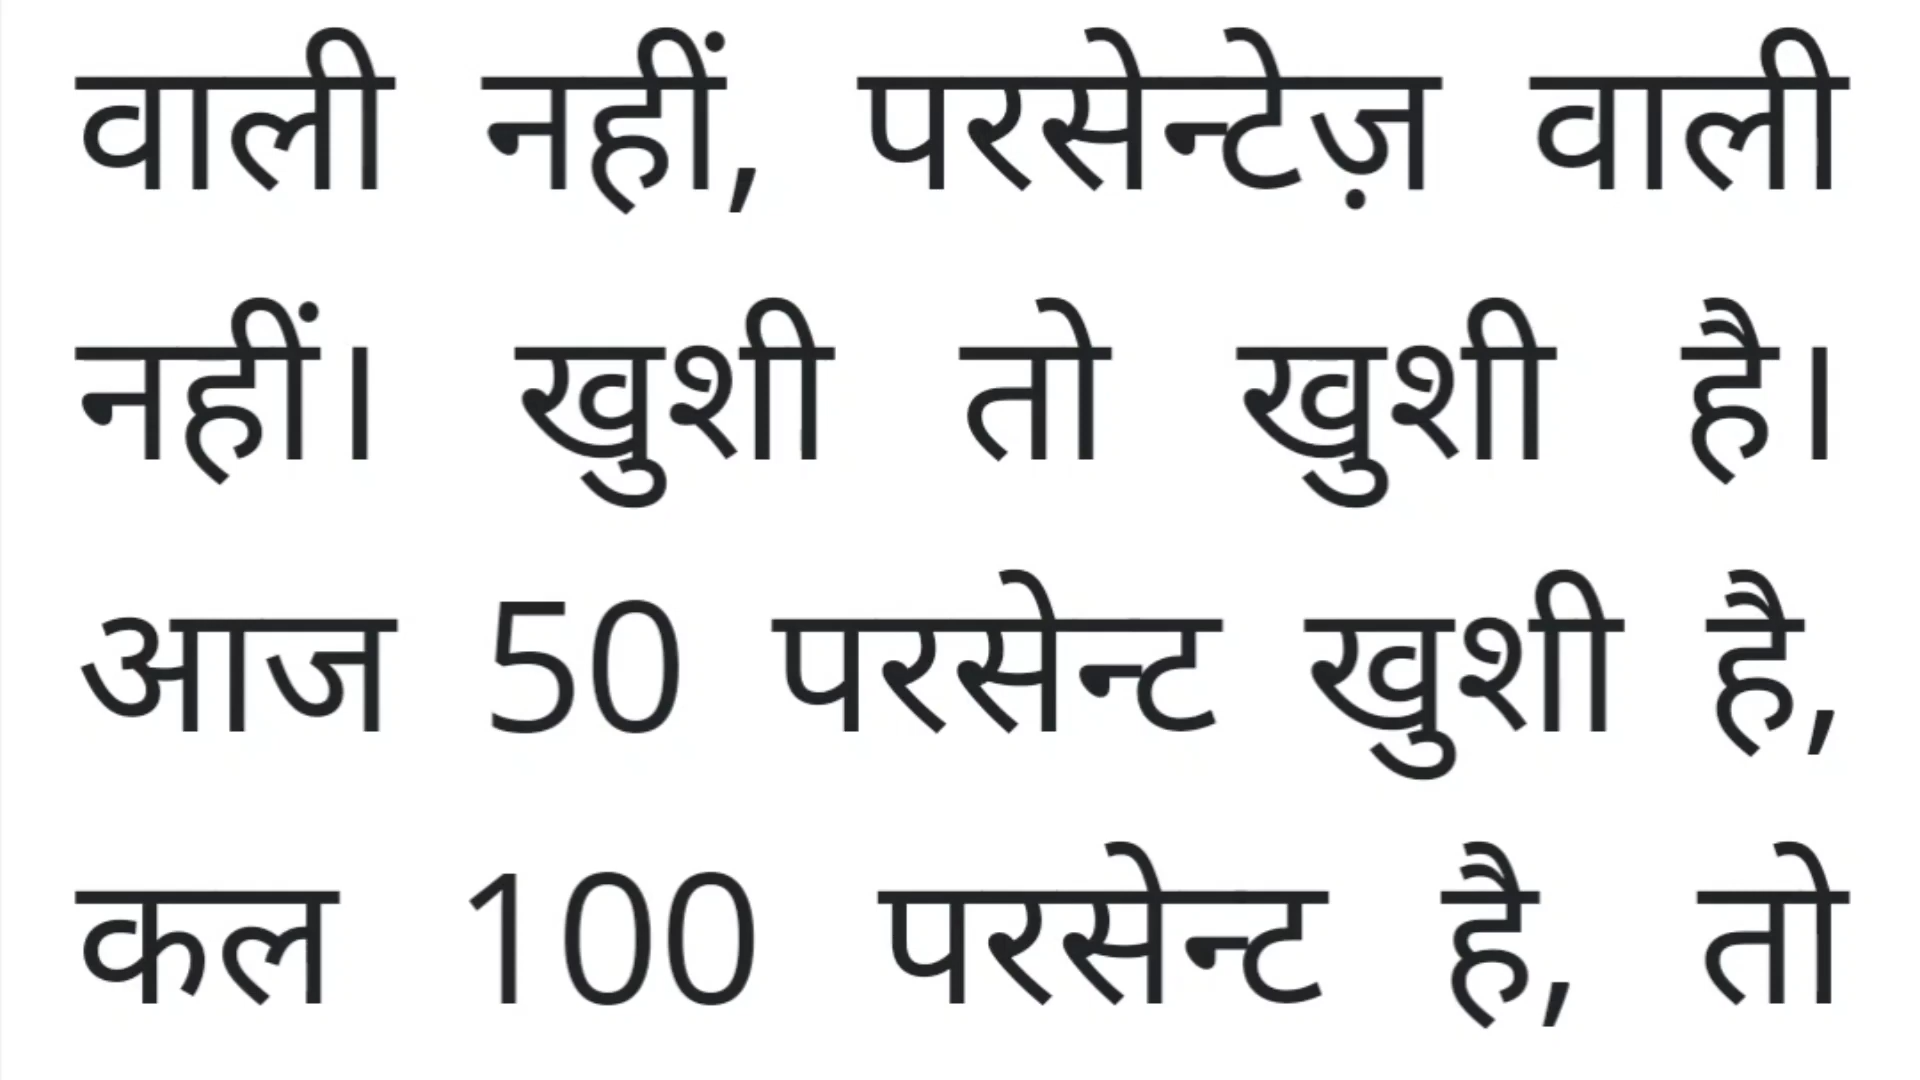 वाली नहीं, परसेन्टेज़ वाली
नहीं। खुशी तो खुशी है।
आज 50 परसेन्ट खुशी है,
कल 100 परसेन्ट है, तो